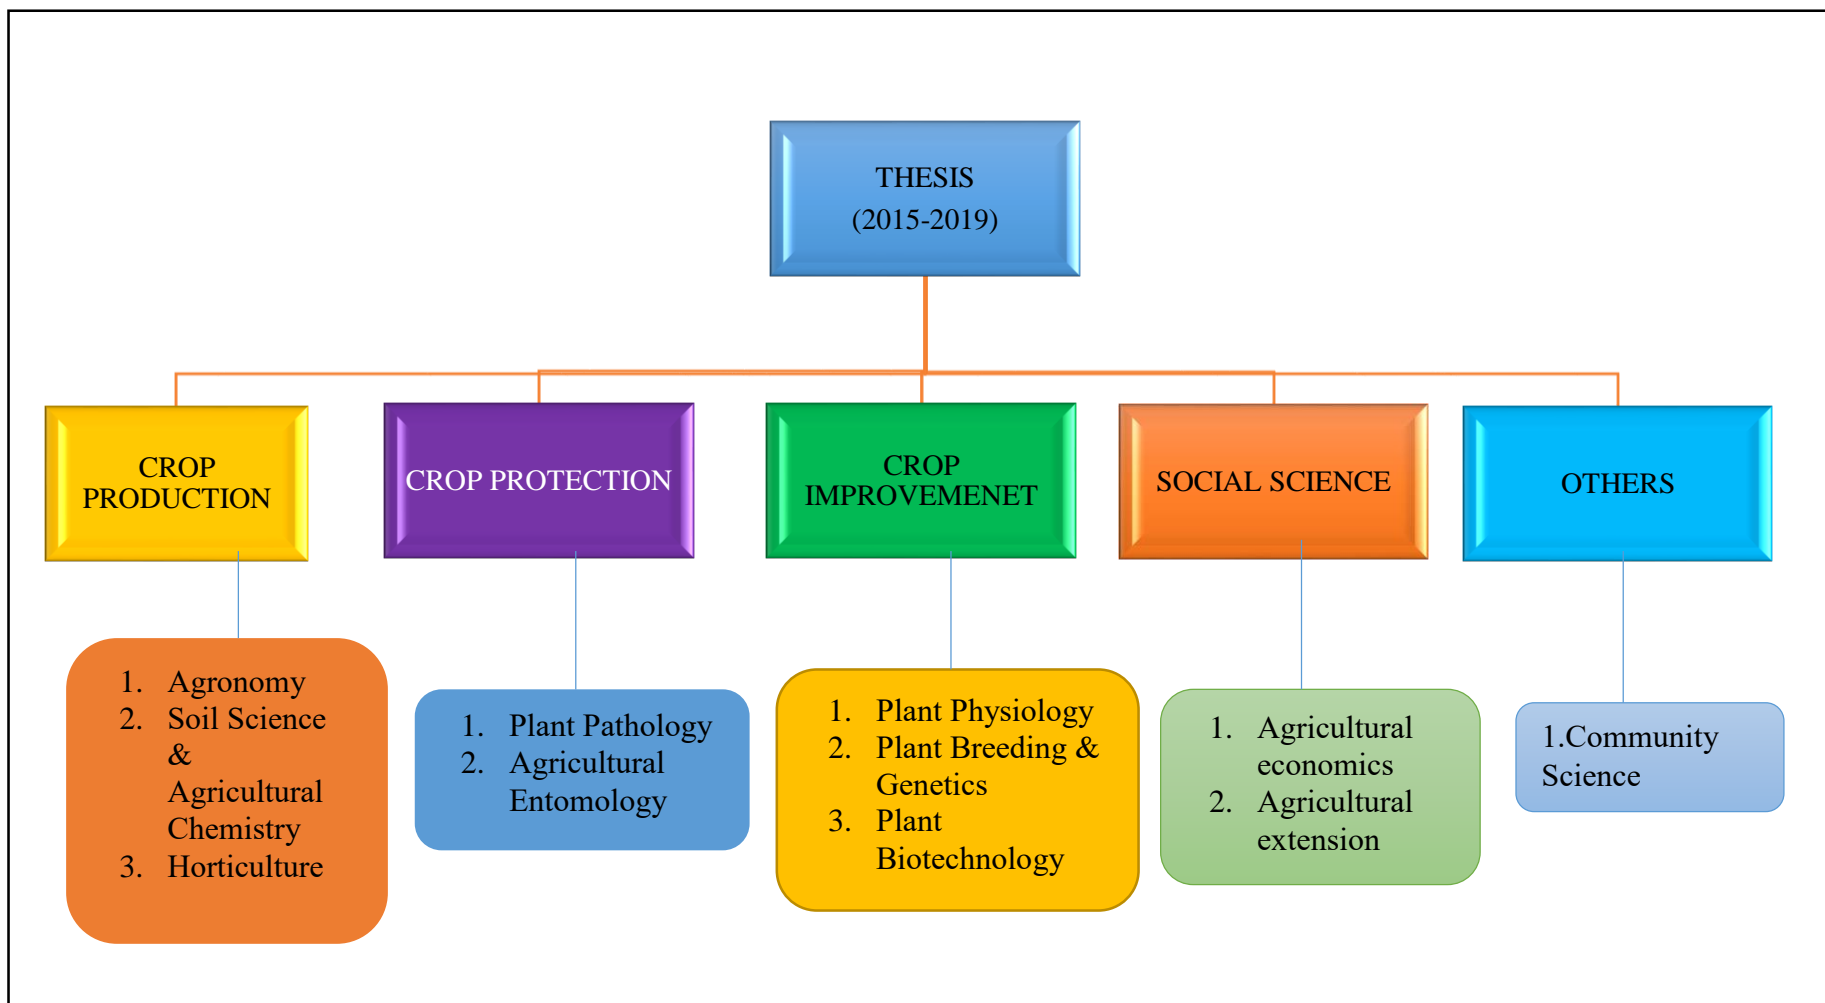 THESIS
(2015-2019)
CROP
PRODUCTION
CROP PROTECTION
CROP
IMPROVEMENET
SOCIAL SCIENCE
OTHERS
1. Agronomy
2. Soil Science
&
Agricultural
Chemistry
3. Horticulture
1. Plant Pathology
2. Agricultural
Entomology
1. Plant Physiology
2. Plant Breeding &
Genetics
3. Plant
Biotechnology
1. Agricultural
economics
2. Agricultural
extension
1.Community
Science